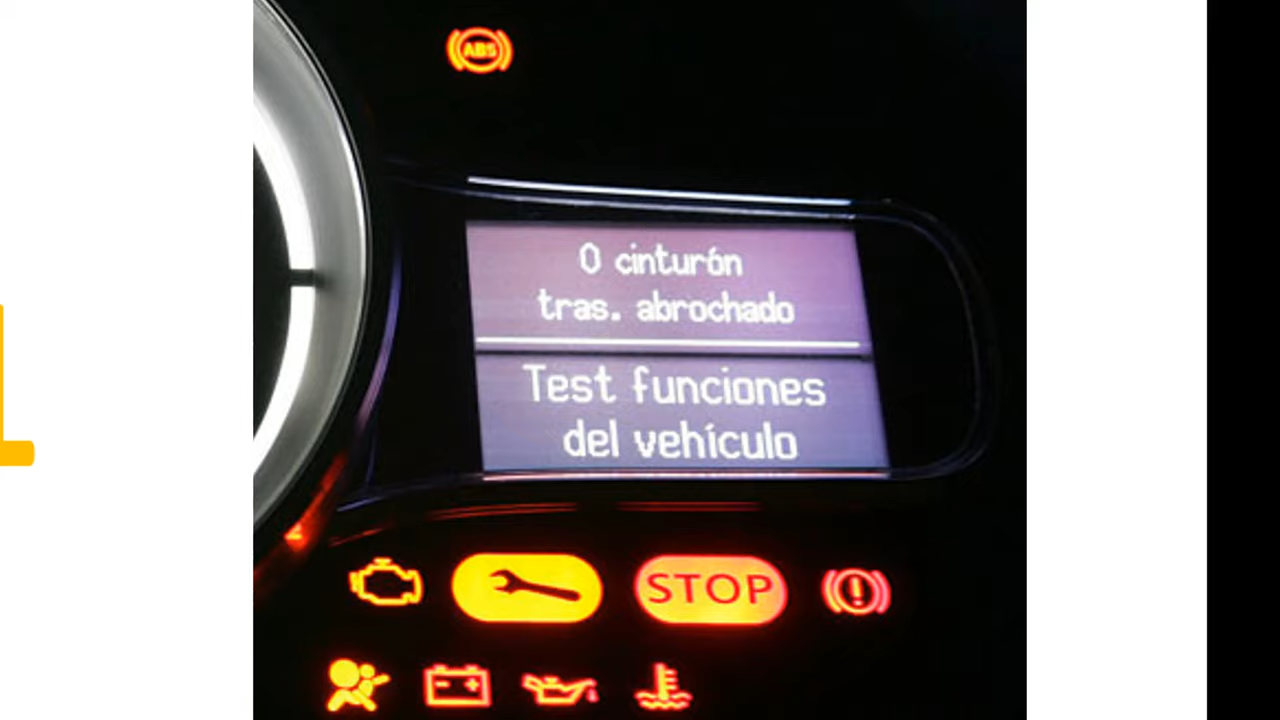 ABS
0 cinturón
tras. abrochado
Test funciones
del vehículo
STOP